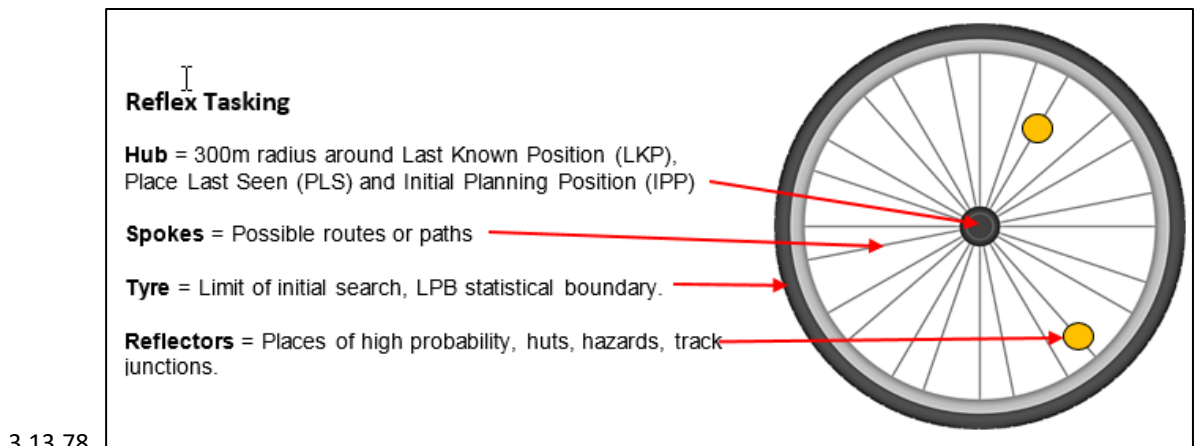 Reflex Tasking
Hub = 300m radius around Last Known Position (LKP),
Place Last Seen (PLS) and Initial Planning Position (IPP)
Spokes = Possible routes or paths
Tyre = Limit of initial search, LPB statistical boundary.
Reflectors = Places of high probability, huts, hazards, track
junctions.
3.13.78